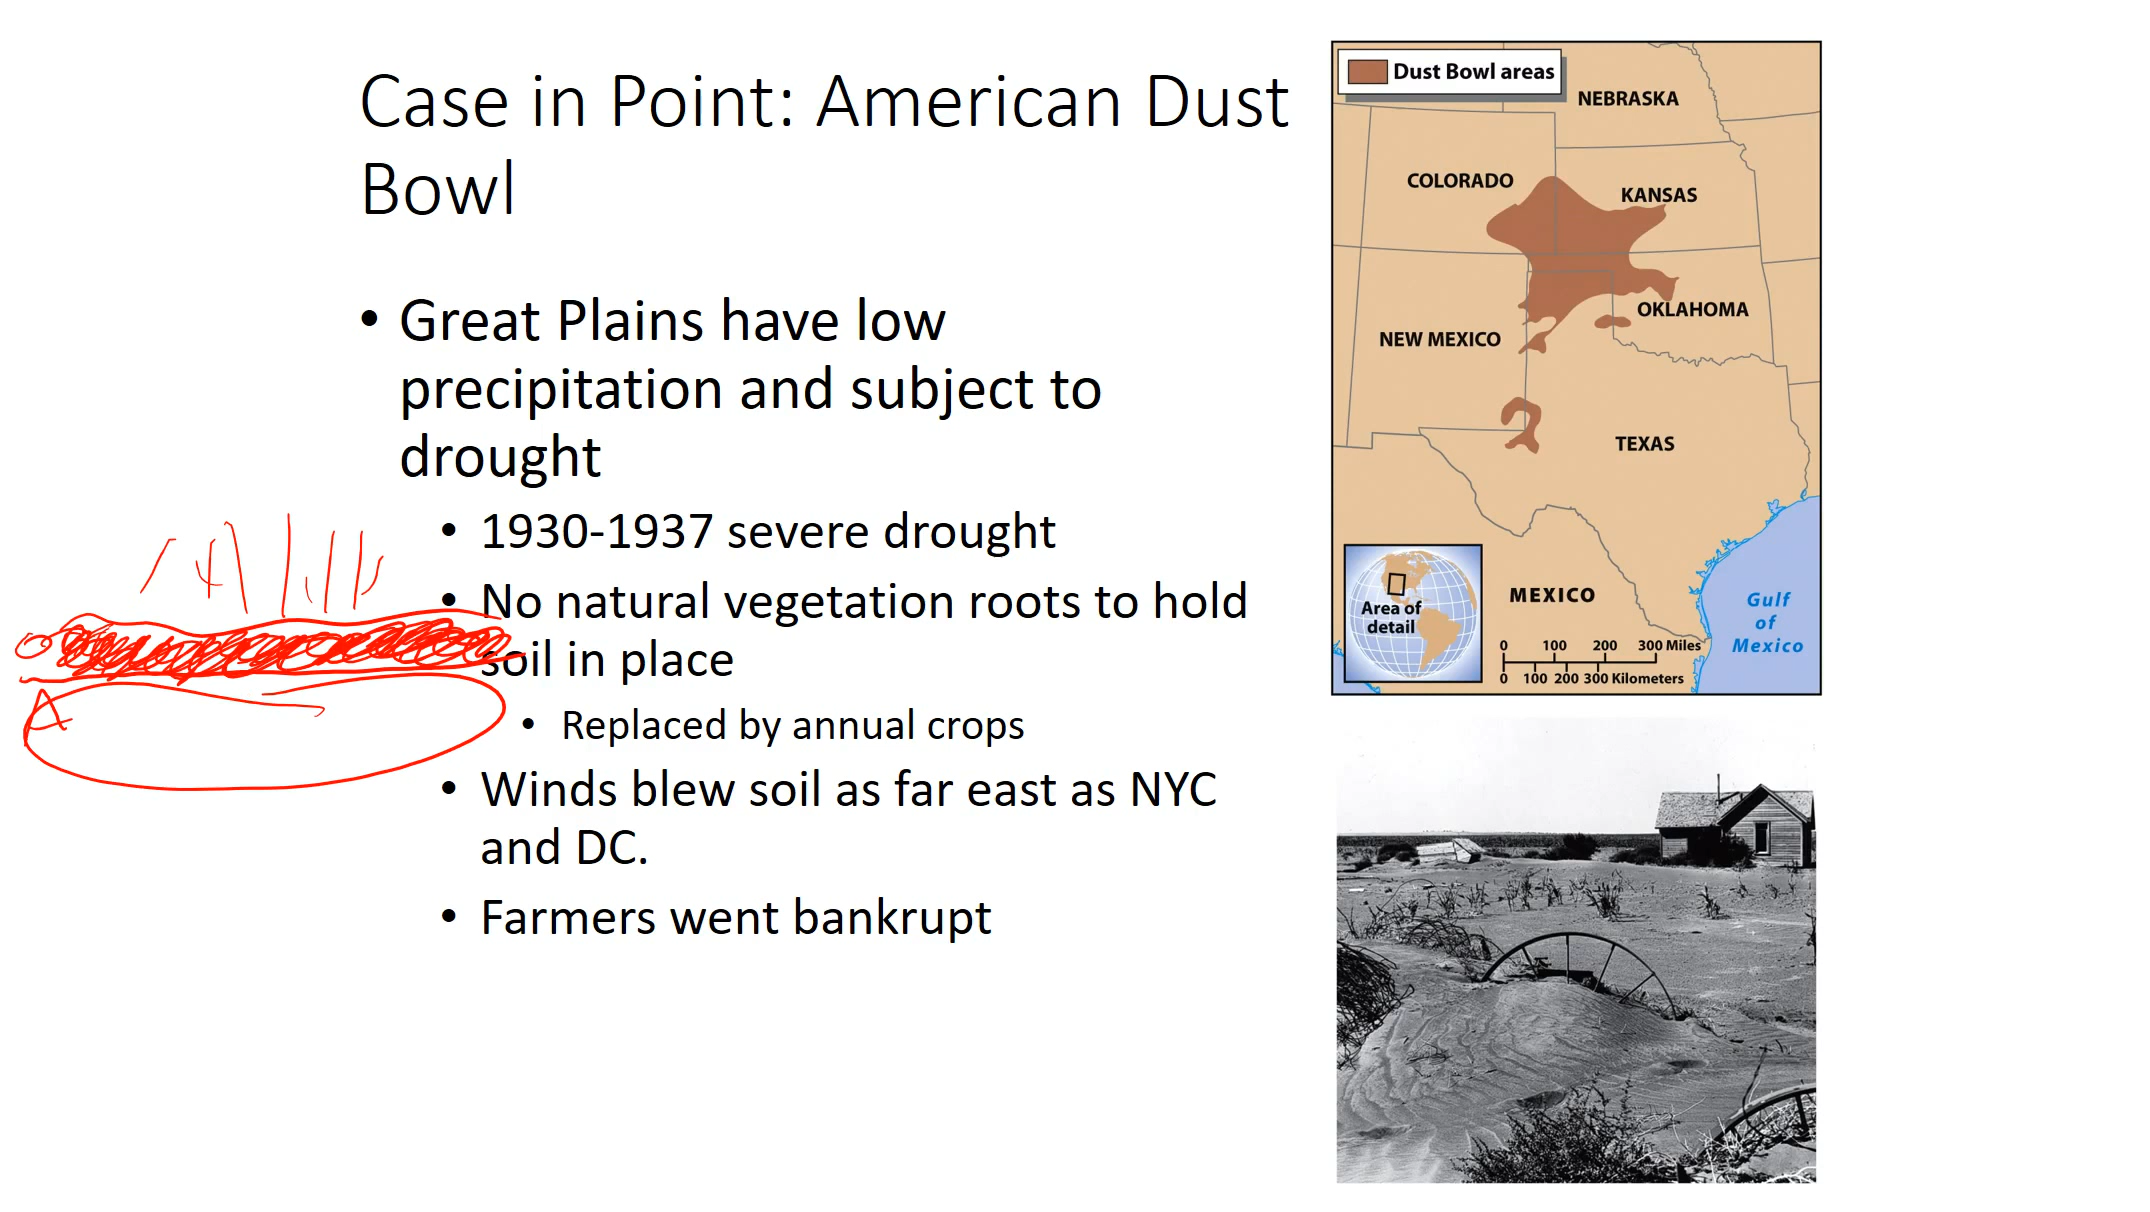 Case in Point: American Dust
Bowl
• Great Plains have low
precipitation and subject to
drought
• 1930-1937 severe drought
• No natural vegetation roots to hold
soil in place
• Replaced by annual crops
• Winds blew soil as far east as NYC
and DC.
• Farmers went bankrupt
O
A
Dust Bowl areas
NEBRASKA
COLORADO
KANSAS
OKLAHOMA
NEW MEXICO
TEXAS
MEXICO
Gulf
of
Mexico
Area of
detail
0 100 200 300 Miles
0 100 200 300 Kilometers